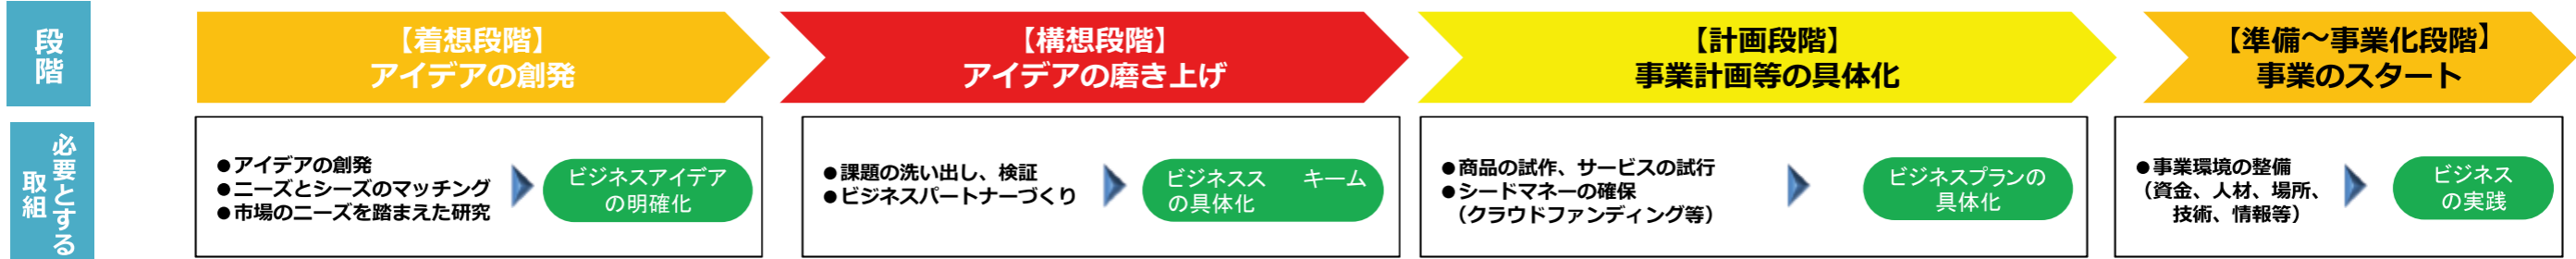 段階
【着想段階】
アイデアの創発
【構想段階】
アイデアの磨き上げ
【計画段階】
事業計画等の具体化
【準備～事業化段階】
事業のスタート
必要とする
取組
●アイデアの創発
●ニーズとシーズのマッチング
●市場のニーズを踏まえた研究
ビジネスアイデア
の明確化
●課題の洗い出し、検証
●ビジネスパートナーづくり
ビジネスス　　キーム
の具体化
●商品の試作、サービスの試行
●シードマネーの確保
（クラウドファンディング等）
ビジネスプランの
具体化
●事業環境の整備
（資金、人材、場所、
技術、情報等）
ビジネス
の実践